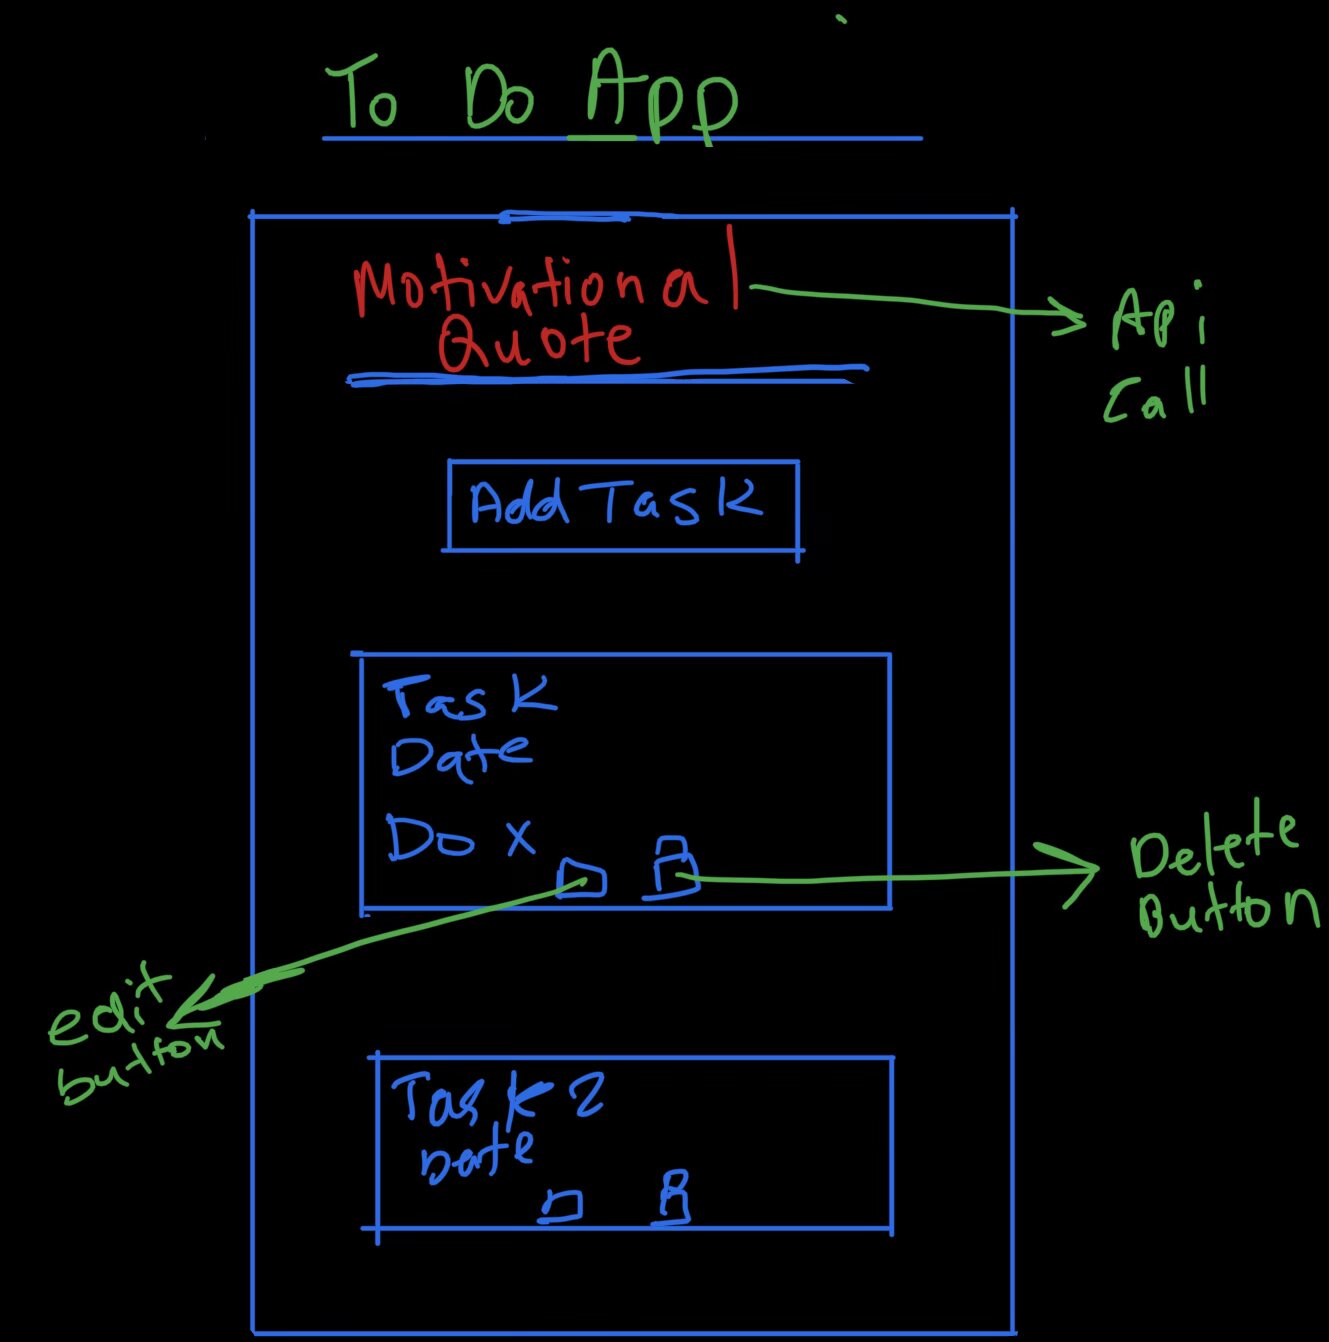 To Do App
Motivational
Quote
Api
Call
Add Task
Task
Date
Do X
Delete
Button
edit
button
Task 2
Date